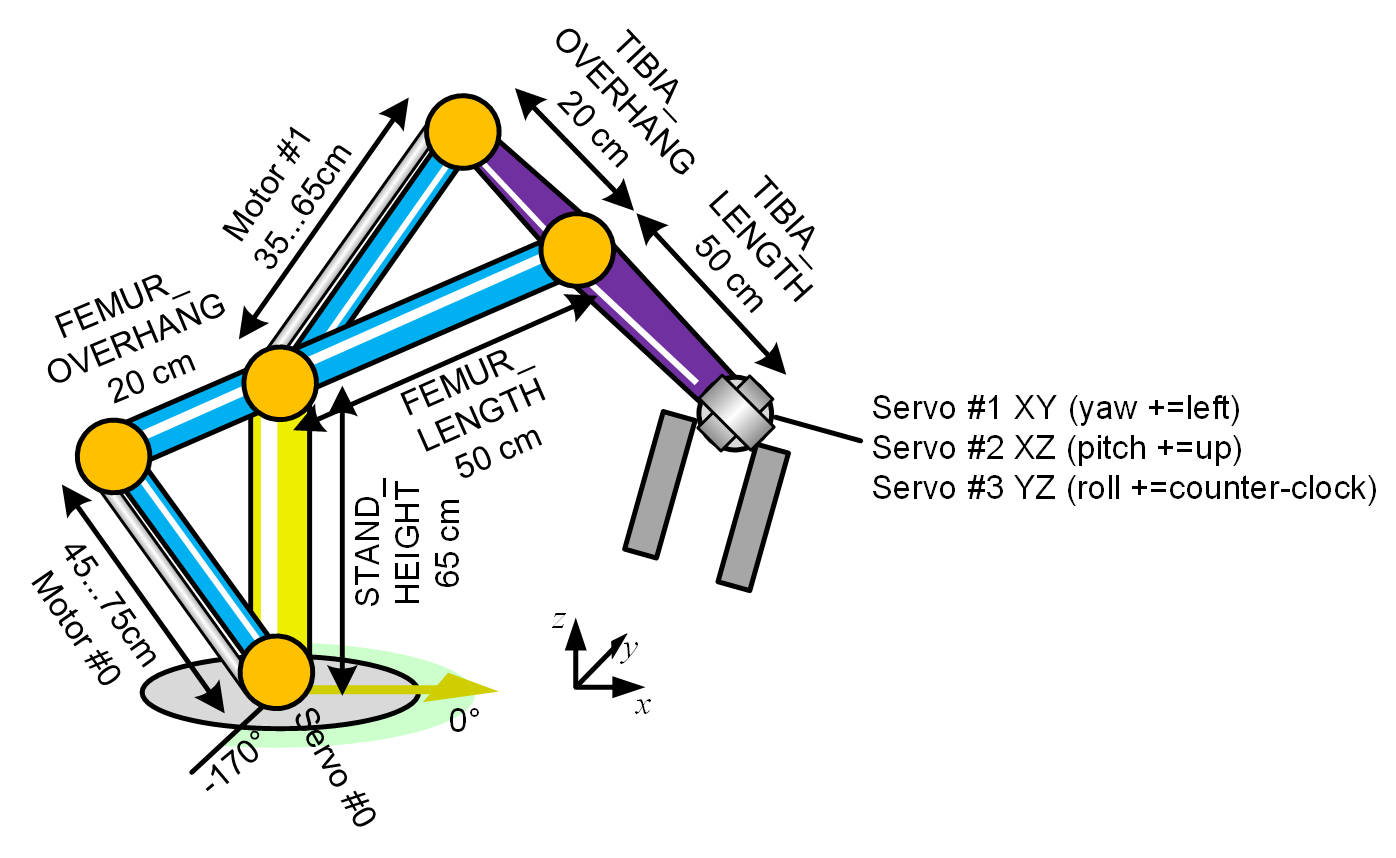 TIBIA_
OVERHANG
20 cm
Motor #1
35...65cm
TIBIA_
LENGTH
50 cm
FEMUR_
OVERHANG
20 cm
FEMUR_
LENGTH
50 cm
Servo #1 XY (yaw +=left)
Servo #2 XZ (pitch +=up)
Servo #3 YZ (roll +=counter-clock)
STAND_
HEIGHT
65 cm
45...75cm
Motor #0
z
y
x
0°
-170°
Servo #0